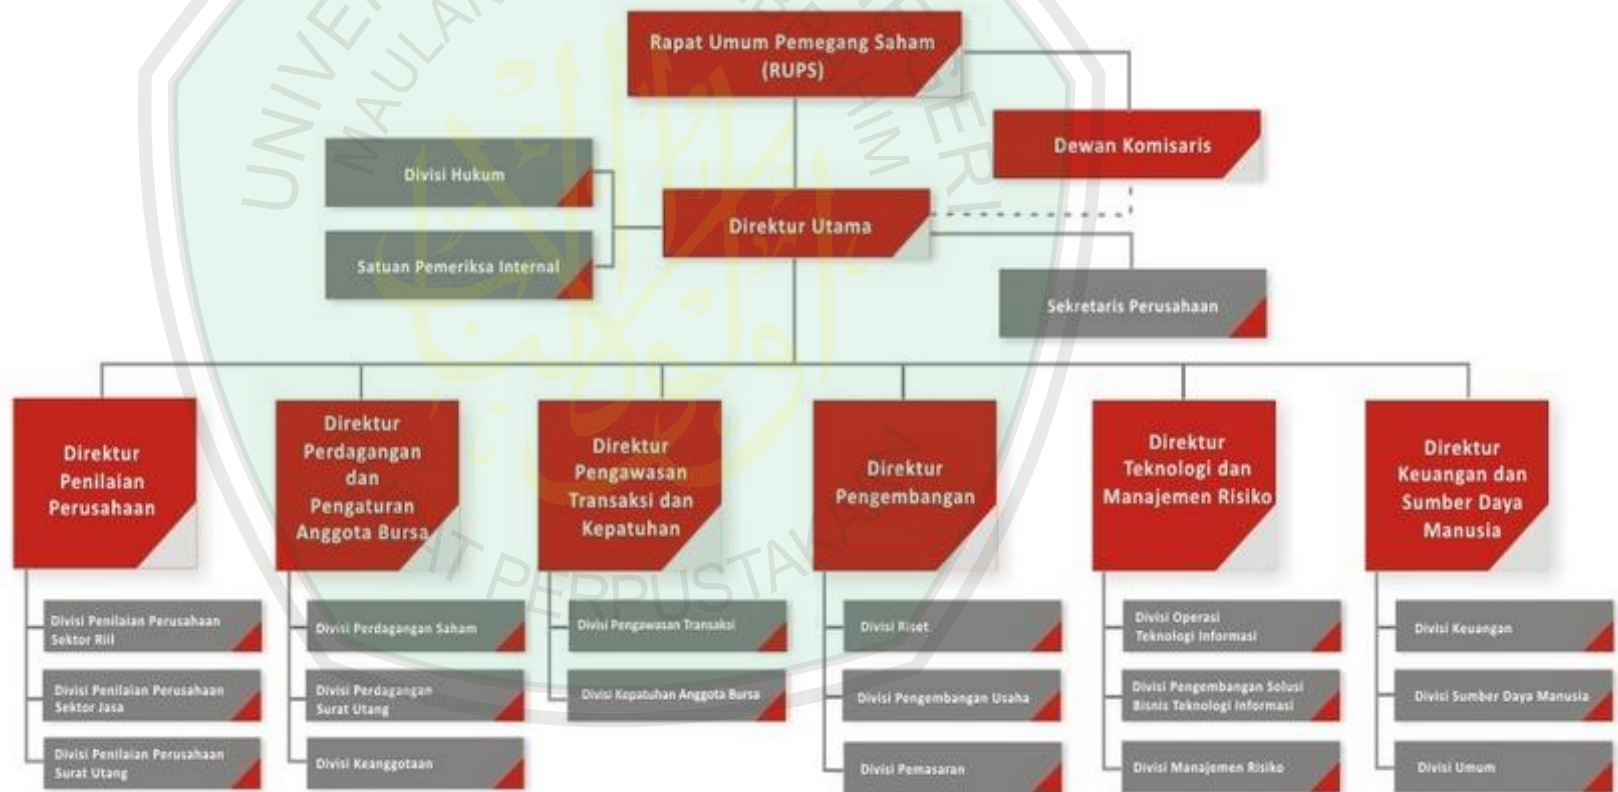 Rapat Umum Pemegang Saham
(RUPS)
Dewan Komisaris
Divisi Hukum
Direktur Utama
Satuan Pemeriksa Internal
Sekretaris Perusahaan
Direktur
Penilaian
Perusahaan
Direktur
Perdagangan
dan
Pengaturan
Anggota Bursa
Direktur
Pengawasan
Transaksi dan
Kepatuhan
Direktur
Pengembangan
Direktur
Teknologi dan
Manajemen Risiko
Direktur
Keuangan dan
Sumber Daya
Manusia
Divisi Penilaian Perusahaan
Sektor Riil
Divisi Penilaian Perusahaan
Sektor Jasa
Divisi Penilaian Perusahaan
Surat Utang
Divisi Perdagangan Saham
Divisi Perdagangan
Surat Utang
Divisi Keanggotaan
Divisi Pengawasan Transaksi
Divisi Kepatuhan Anggota Bursa
Divisi Riset
Divisi Pengembangan Usaha
Divisi Pemasaran
Divisi Operasi
Teknologi Informasi
Divisi Pengembangan Solusi
Bisnis Teknologi Informasi
Divisi Manajemen Risiko
Divisi Keuangan
Divisi Sumber Daya Manusia
Divisi Umum
PERPUSTAKAAN